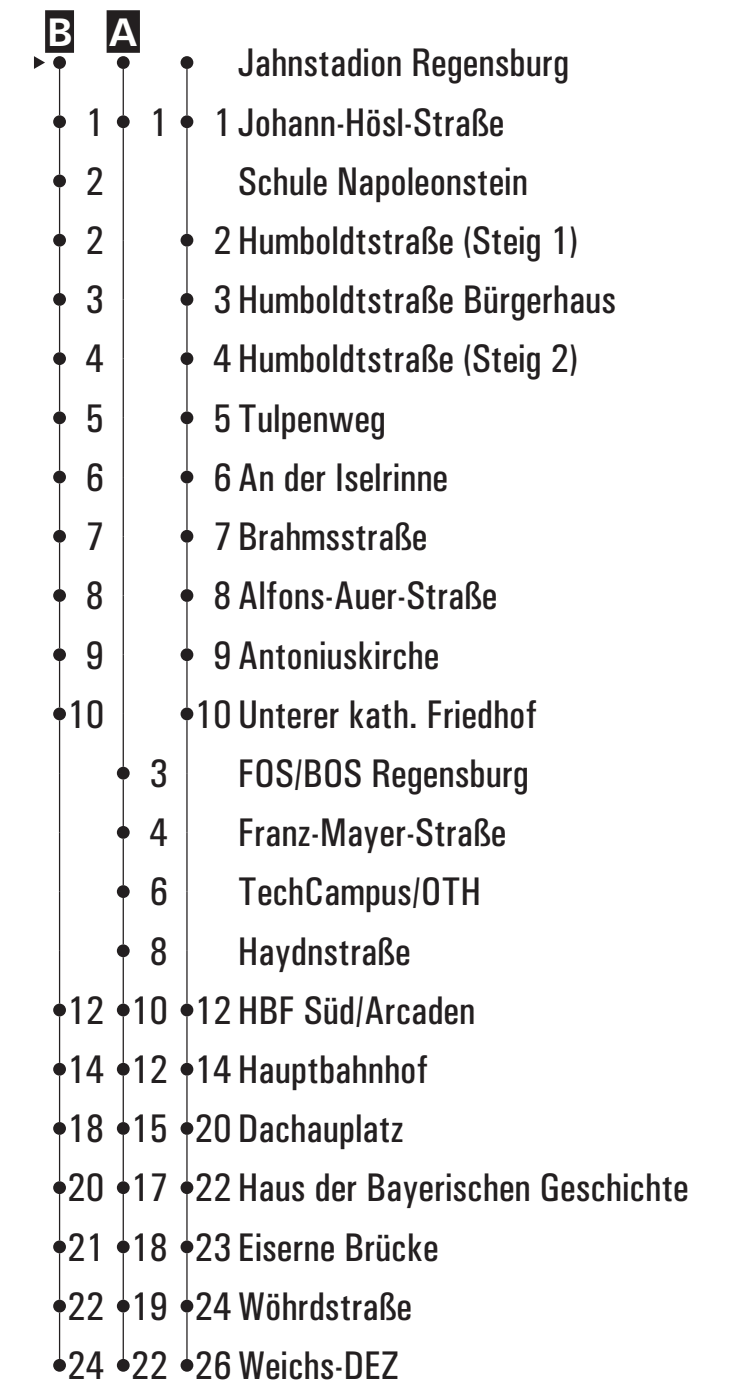 B A
Jahnstadion Regensburg
1 1 1 Johann-Hösl-Straße
2 Schule Napoleonstein
2 2 Humboldtstraße (Steig 1)
3 3 Humboldtstraße Bürgerhaus
4 4 Humboldtstraße (Steig 2)
5 5 Tulpenweg
6 6 An der Iselrinne
7 7 Brahmsstraße
8 8 Alfons-Auer-Straße
9 9 Antoniuskirche
10 10 Unterer kath. Friedhof
3 FOS/BOS Regensburg
4 Franz-Mayer-Straße
6 TechCampus/OTH
8 Haydnstraße
12 10 12 HBF Süd/Arcaden
14 12 14 Hauptbahnhof
18 15 20 Dachauplatz
20 17 22 Haus der Bayerischen Geschichte
21 18 23 Eiserne Brücke
22 19 24 Wöhrdstraße
24 22 26 Weichs-DEZ